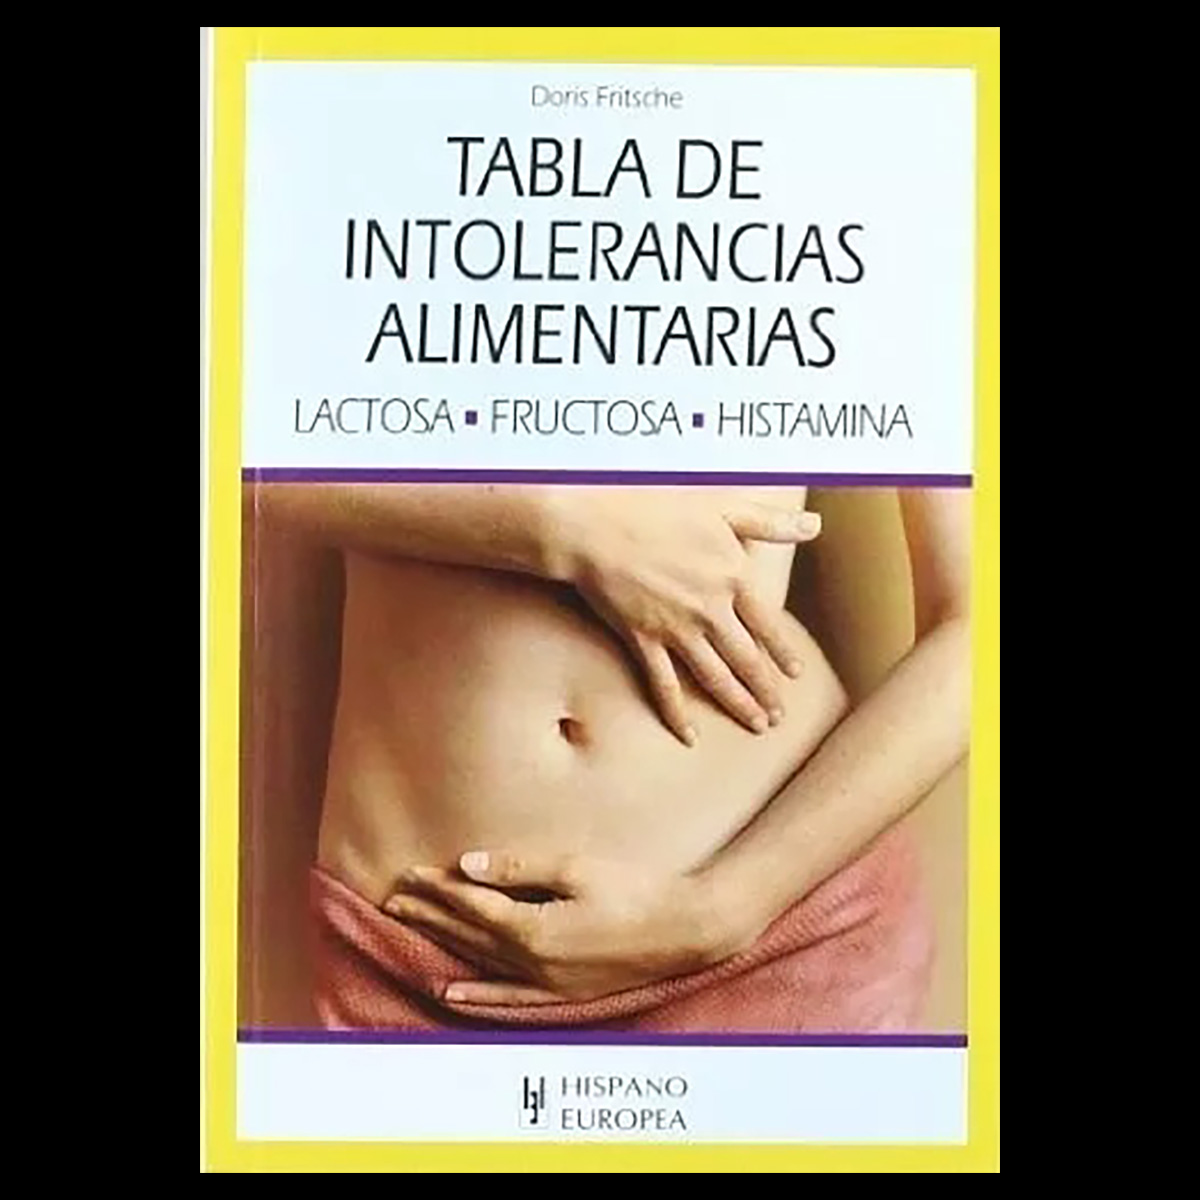 Doris Fritsche
TABLA DE
INTOLERANCIAS
ALIMENTARIAS
LACTOSA ▪ FRUCTOSA ▪ HISTAMINA
HISPANO
EUROPEA